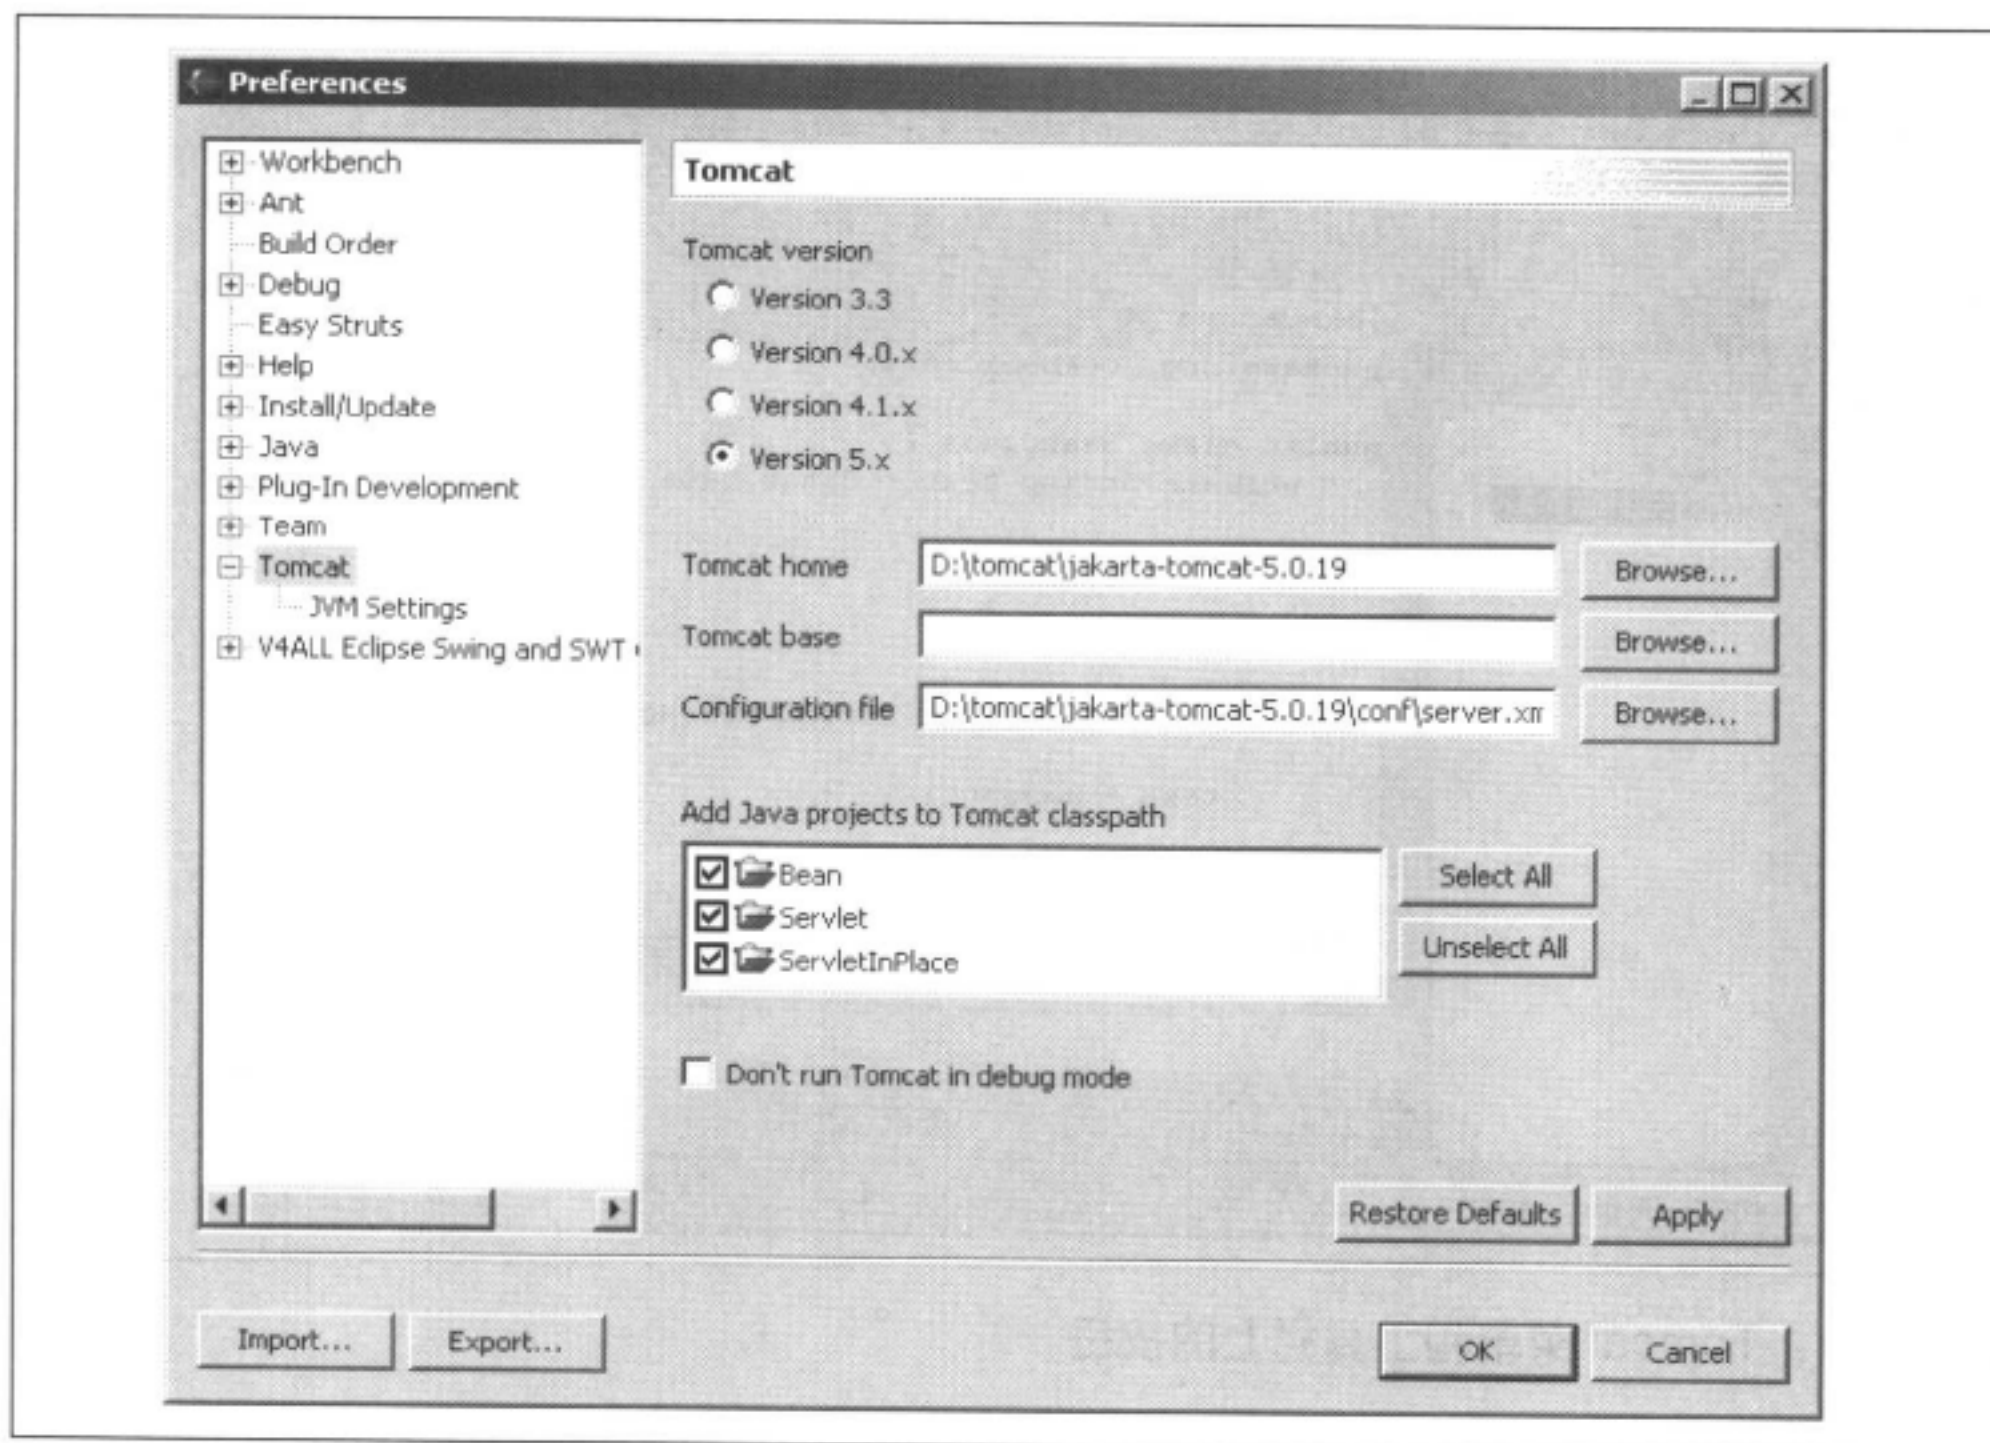 Preferences
Workbench
Ant
Build Order
Debug
Easy Struts
Help
Install/Update
Java
Plug-In Development
Team
Tomcat
JVM Settings
V4ALL Eclipse Swing and SWT
Tomcat
Tomcat version
Version 3.3
Version 4.0.x
Version 4.1.x
Version 5.x
Tomcat home D:\tomcat\jakarta-tomcat-5.0.19 Browse...
Tomcat base Browse...
Configuration file D:\tomcat\jakarta-tomcat-5.0.19\conf\server.xm Browse...
Add Java projects to Tomcat classpath
Bean
Servlet
ServletInPlace
Select All
Unselect All
Don't run Tomcat in debug mode
Restore Defaults Apply
Import... Export... OK Cancel